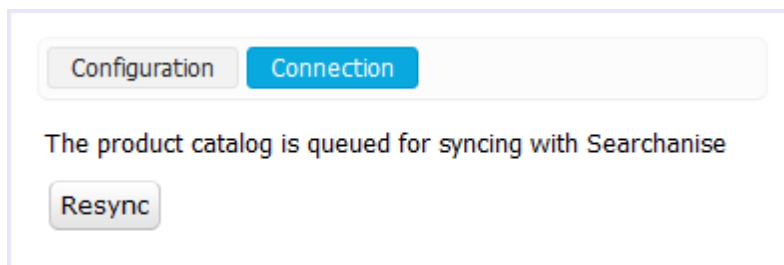 Configuration Connection
The product catalog is queued for syncing with Searchanise
Resync